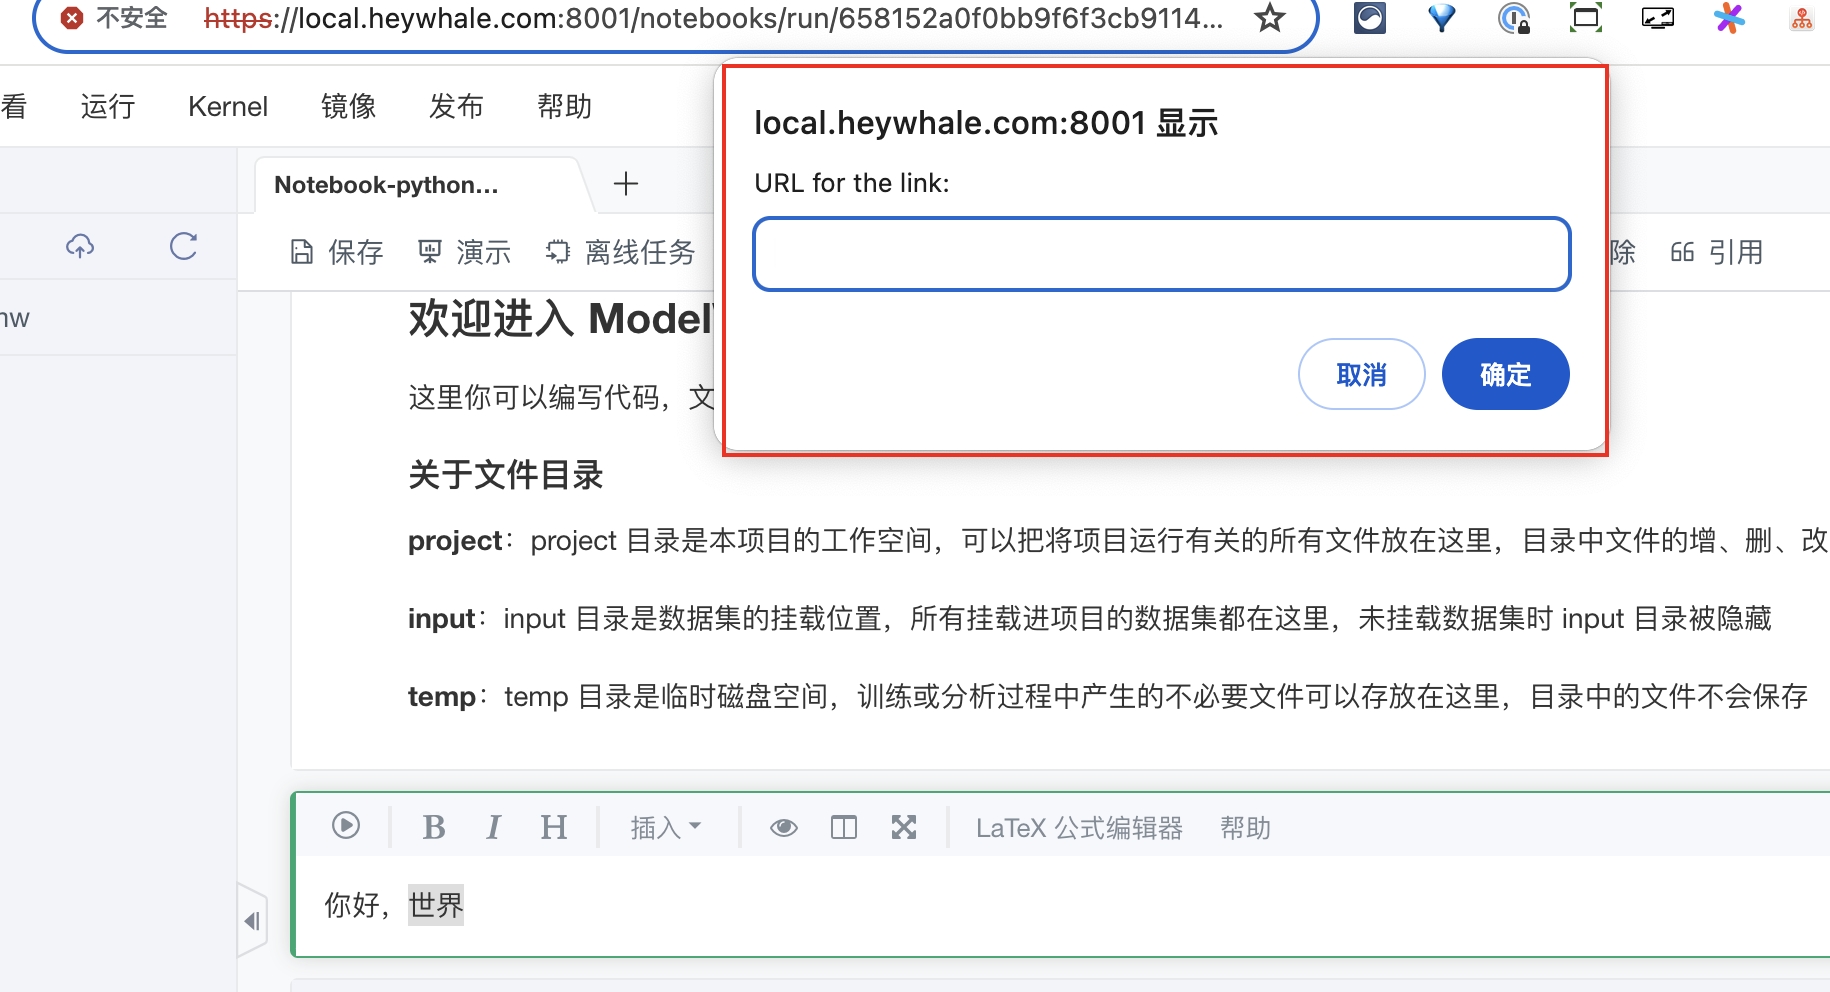 不安全 https://local.heywhale.com:8001/notebooks/run/658152a0f0bb9f6f3cb9114...
看 运行 Kernel 镜像 发布 帮助
local.heywhale.com:8001 显示
URL for the link:
取消 确定
Notebook-python...
保存 演示 离线任务 除 引用
欢迎进入 Model
这里你可以编写代码，文
关于文件目录
project：project 目录是本项目的工作空间，可以把将项目运行有关的所有文件放在这里，目录中文件的增、删、改
input：input 目录是数据集的挂载位置，所有挂载进项目的数据集都在这里，未挂载数据集时 input 目录被隐藏
temp：temp 目录是临时磁盘空间，训练或分析过程中产生的不必要文件可以存放在这里，目录中的文件不会保存
B I H 插入 LaTeX 公式编辑器 帮助
你好，世界